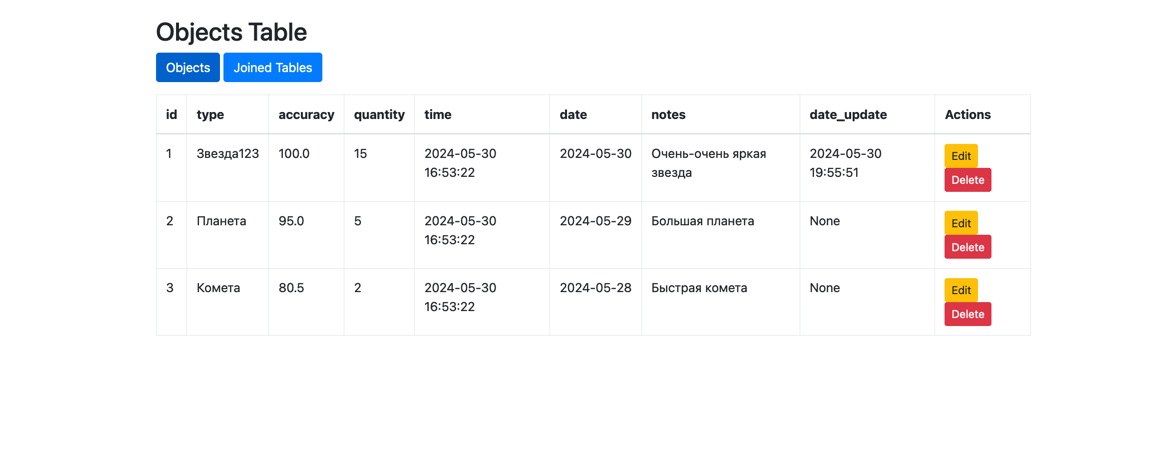 Objects Table
Objects Joined Tables
id type accuracy quantity time date notes date_update Actions
1 Звезда123 100.0 15 2024-05-30 2024-05-30 Очень-очень яркая 2024-05-30 Edit
16:53:22 звезда 19:55:51
Delete
2 Планета 95.0 5 2024-05-30 2024-05-29 Большая планета None Edit
16:53:22
Delete
3 Комета 80.5 2 2024-05-30 2024-05-28 Быстрая комета None Edit
16:53:22
Delete